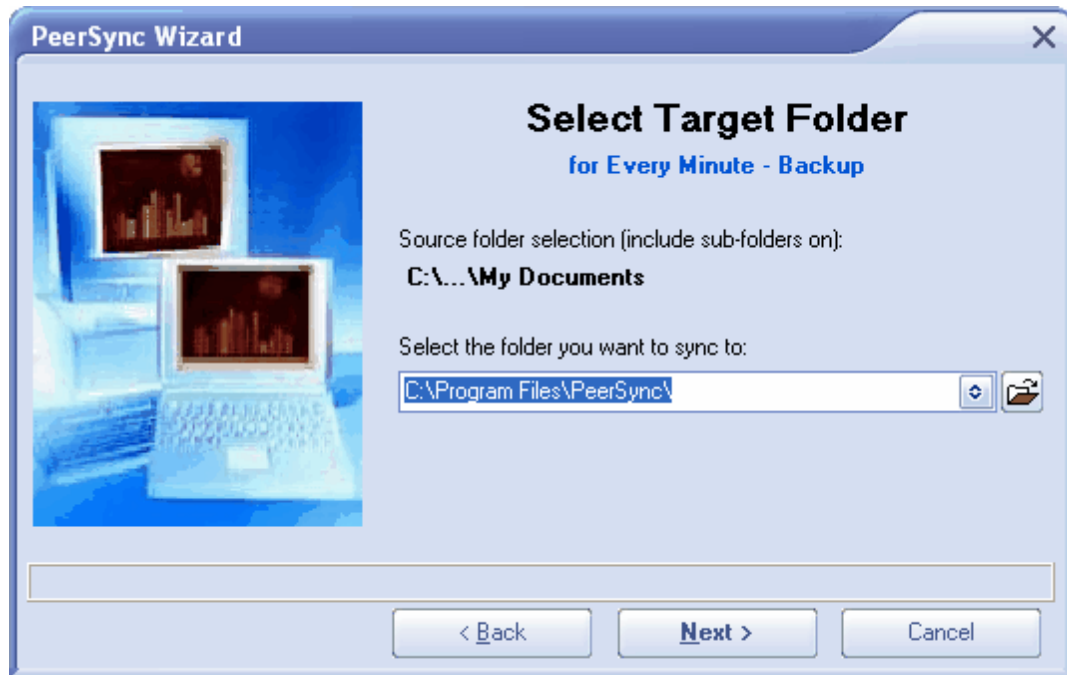 PeerSync Wizard
Select Target Folder
for Every Minute - Backup
Source folder selection (include sub-folders on):
C:\...\My Documents
Select the folder you want to sync to:
C:\Program Files\PeerSync\
< Back
Next >
Cancel